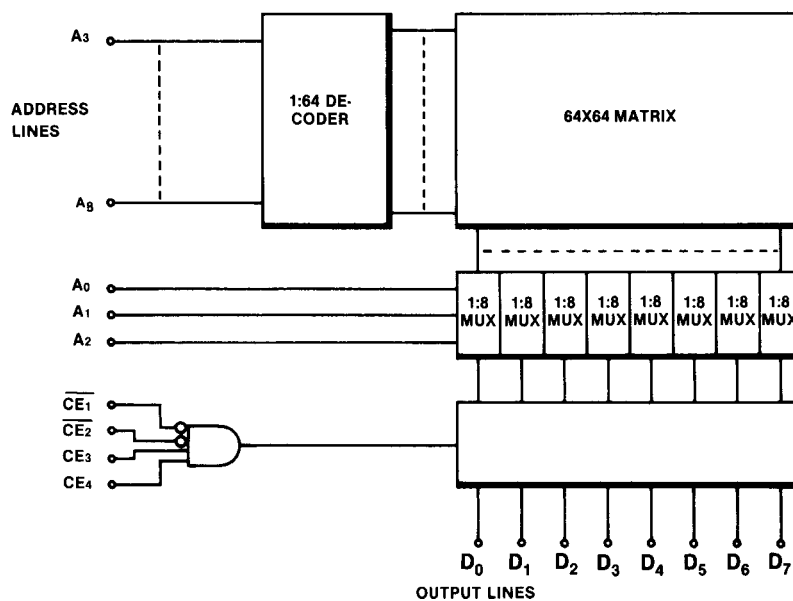 A3
ADDRESS
LINES
A8
1:64 DE-
CODER
64X64 MATRIX
A0
A1
A2
1:8
MUX
1:8
MUX
1:8
MUX
1:8
MUX
1:8
MUX
1:8
MUX
1:8
MUX
1:8
MUX
CE1
CE2
CE3
CE4
D0
D1
D2
D3
D4
D5
D6
D7
OUTPUT LINES